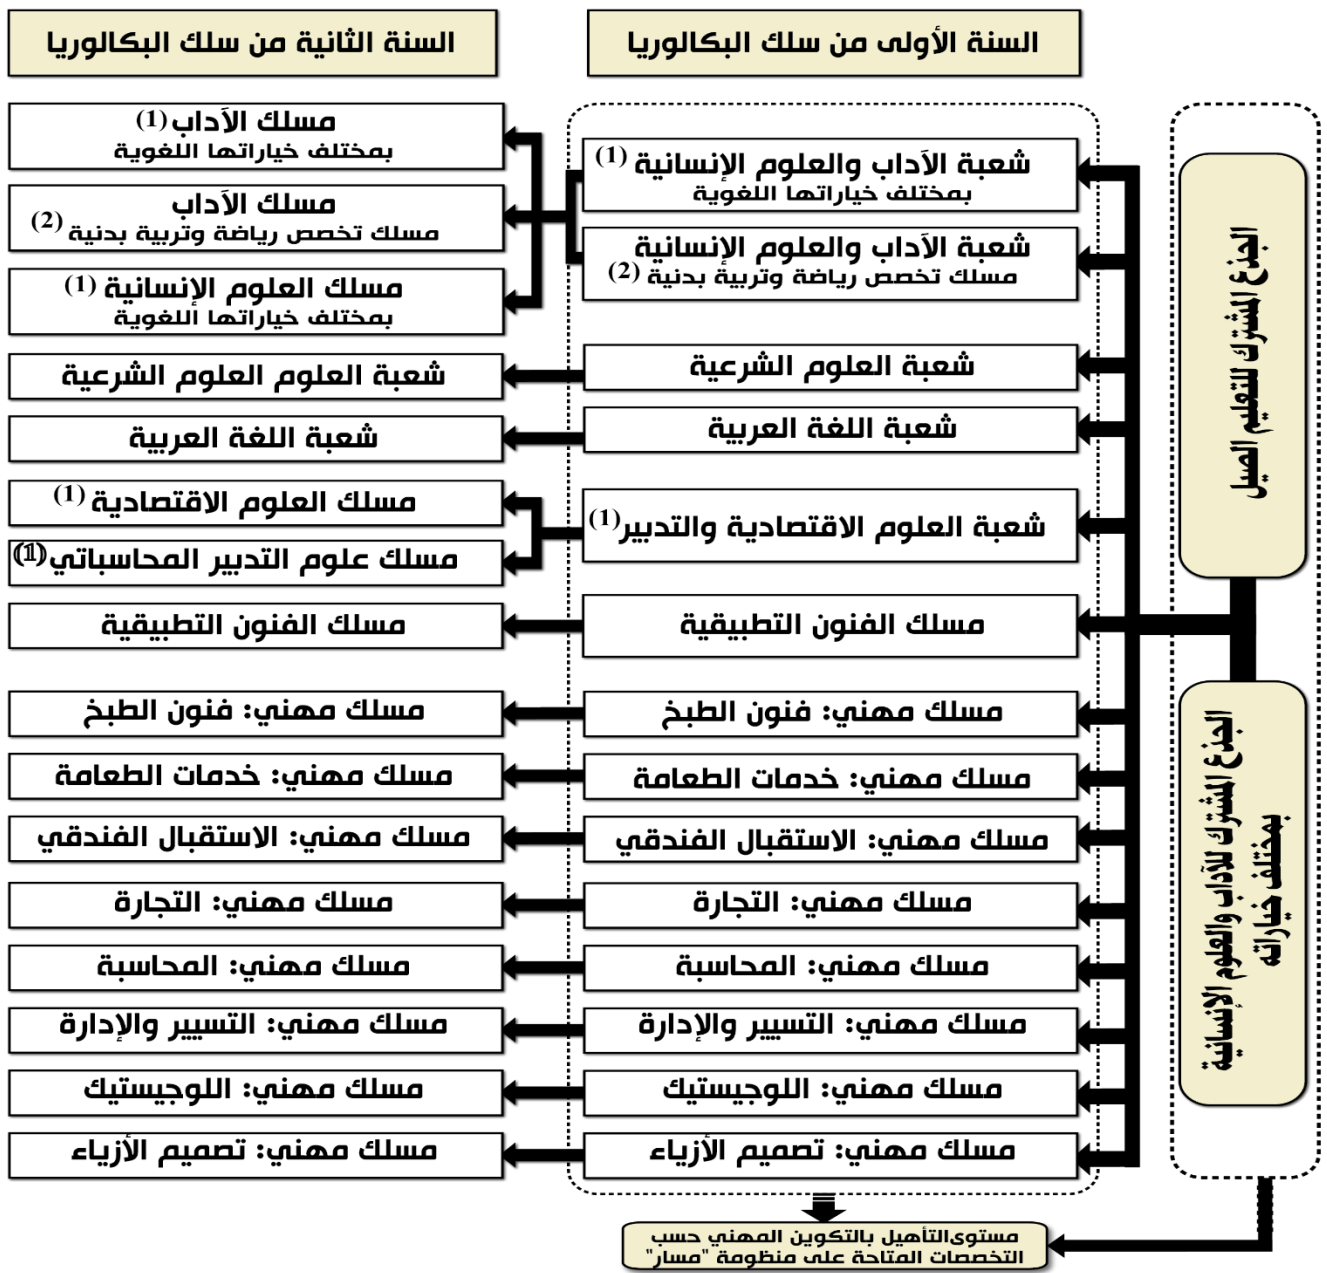 السنة الأولى من سلك البكالوريا
السنة الثانية من سلك البكالوريا
الجذع المشترك للتعليم الصيل
الجذع المشترك للآداب والعلوم الإنسانية
بمختلف خياراته
شعبة الآداب والعلوم الإنسانية (1)
بمختلف خياراتها اللغوية
شعبة الآداب والعلوم الإنسانية
مسلك تخصص رياضة وتربية بدنية (2)
شعبة العلوم الشرعية
شعبة اللغة العربية
شعبة العلوم الاقتصادية والتدبير (1)
مسلك الفنون التطبيقية
مسلك مهني: فنون الطبخ
مسلك مهني: خدمات الطعامة
مسلك مهني: الاستقبال الفندقي
مسلك مهني: التجارة
مسلك مهني: المحاسبة
مسلك مهني: التسيير والإدارة
مسلك مهني: اللوجيستيك
مسلك مهني: تصميم الأزياء
مسلك الآداب (1)
بمختلف خياراتها اللغوية
مسلك الآداب
مسلك تخصص رياضة وتربية بدنية (2)
مسلك العلوم الإنسانية (1)
بمختلف خياراتها اللغوية
شعبة العلوم العلوم الشرعية
شعبة اللغة العربية
مسلك العلوم الاقتصادية (1)
مسلك علوم التدبير المحاسباتي (1)
مسلك الفنون التطبيقية
مسلك مهني: فنون الطبخ
مسلك مهني: خدمات الطعامة
مسلك مهني: الاستقبال الفندقي
مسلك مهني: التجارة
مسلك مهني: المحاسبة
مسلك مهني: التسيير والإدارة
مسلك مهني: اللوجيستيك
مسلك مهني: تصميم الأزياء
مستوى التأهيل بالتكوين المهني حسب
التخصصات المتاحة على منظومة "مسار"